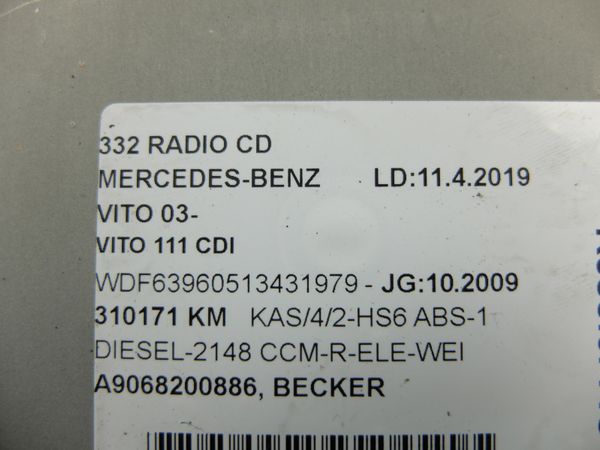 332 RADIO CD
MERCEDES-BENZ LD:11.4.2019
VITO 03-
VITO 111 CDI
WDF63960513431979 - JG:10.2009
310171 KM KAS/4/2-HS6 ABS-1
DIESEL-2148 CCM-R-ELE-WEI
A9068200886, BECKER